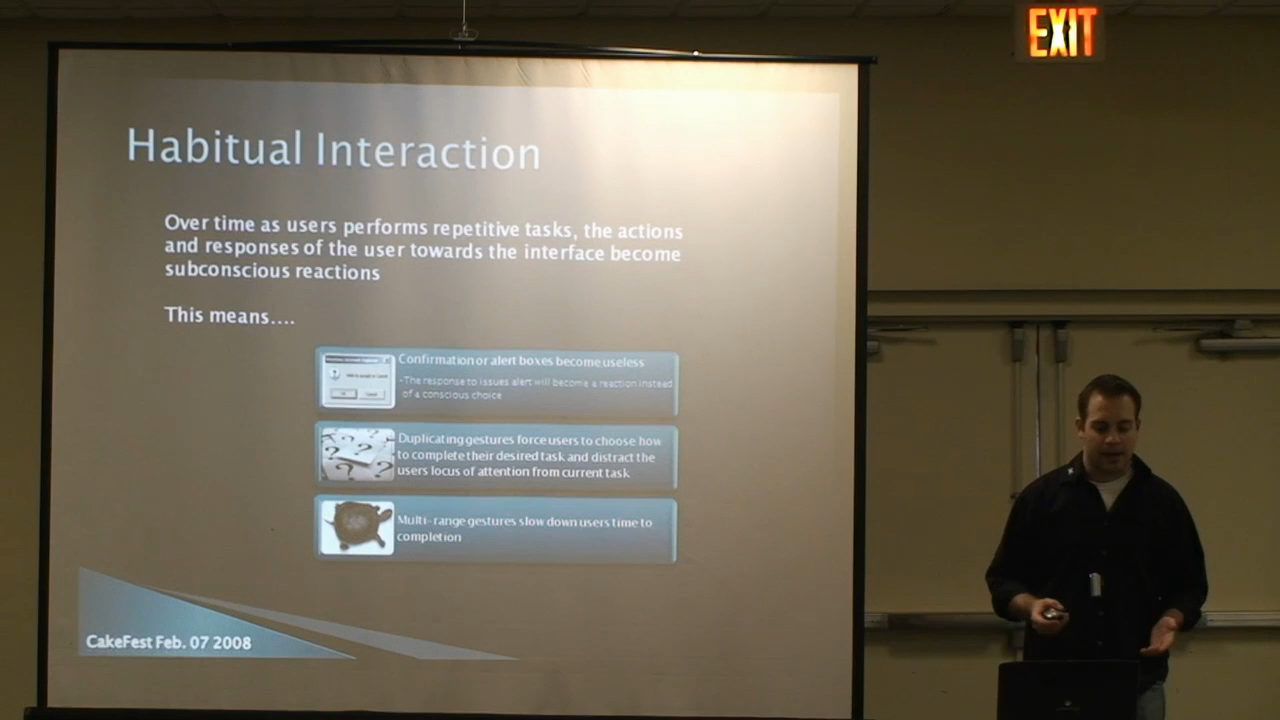 EXIT
Habitual Interaction
Over time as users performs repetitive tasks, the actions
and responses of the user towards the interface become
subconscious reactions
This means....
Confirmation or alert boxes become useless
-The response to issues alert will become a reaction instead
of a conscious choice
Duplicating gestures force users to choose how
to complete their desired task and distract the
users locus of attention from current task
Multi-range gestures slow down users time to
completion
CakeFest Feb. 07 2008